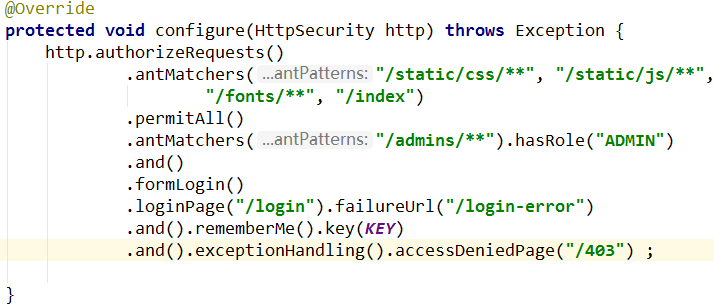 @Override
protected void configure(HttpSecurity http) throws Exception {
    http.authorizeRequests()
            .antMatchers( ...antPatterns: "/static/css/**", "/static/js/**",
                    "/fonts/**", "/index")
            .permitAll()
            .antMatchers( ...antPatterns: "/admins/**").hasRole("ADMIN")
            .and()
            .formLogin()
            .loginPage("/login").failureUrl("/login-error")
            .and().rememberMe().key(KEY)
            .and().exceptionHandling().accessDeniedPage("/403") ;
}